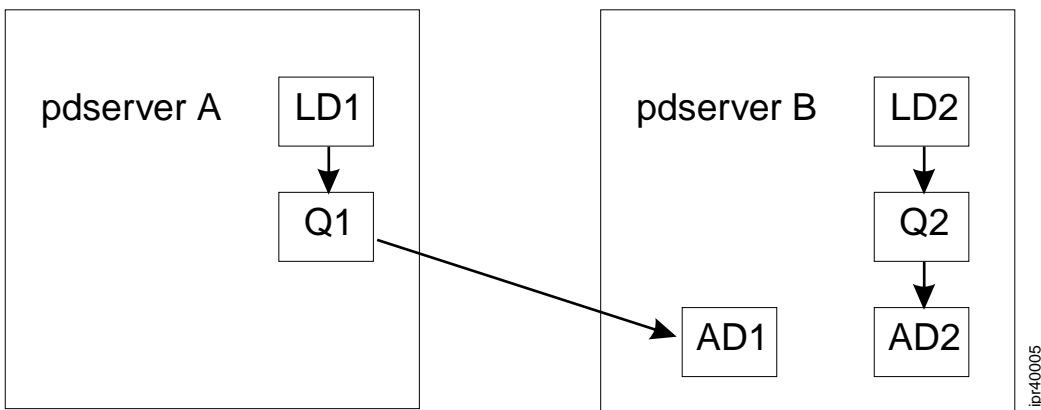 pdserver A
LD1
Q1
pdserver B
LD2
Q2
AD1
AD2
ipr40005